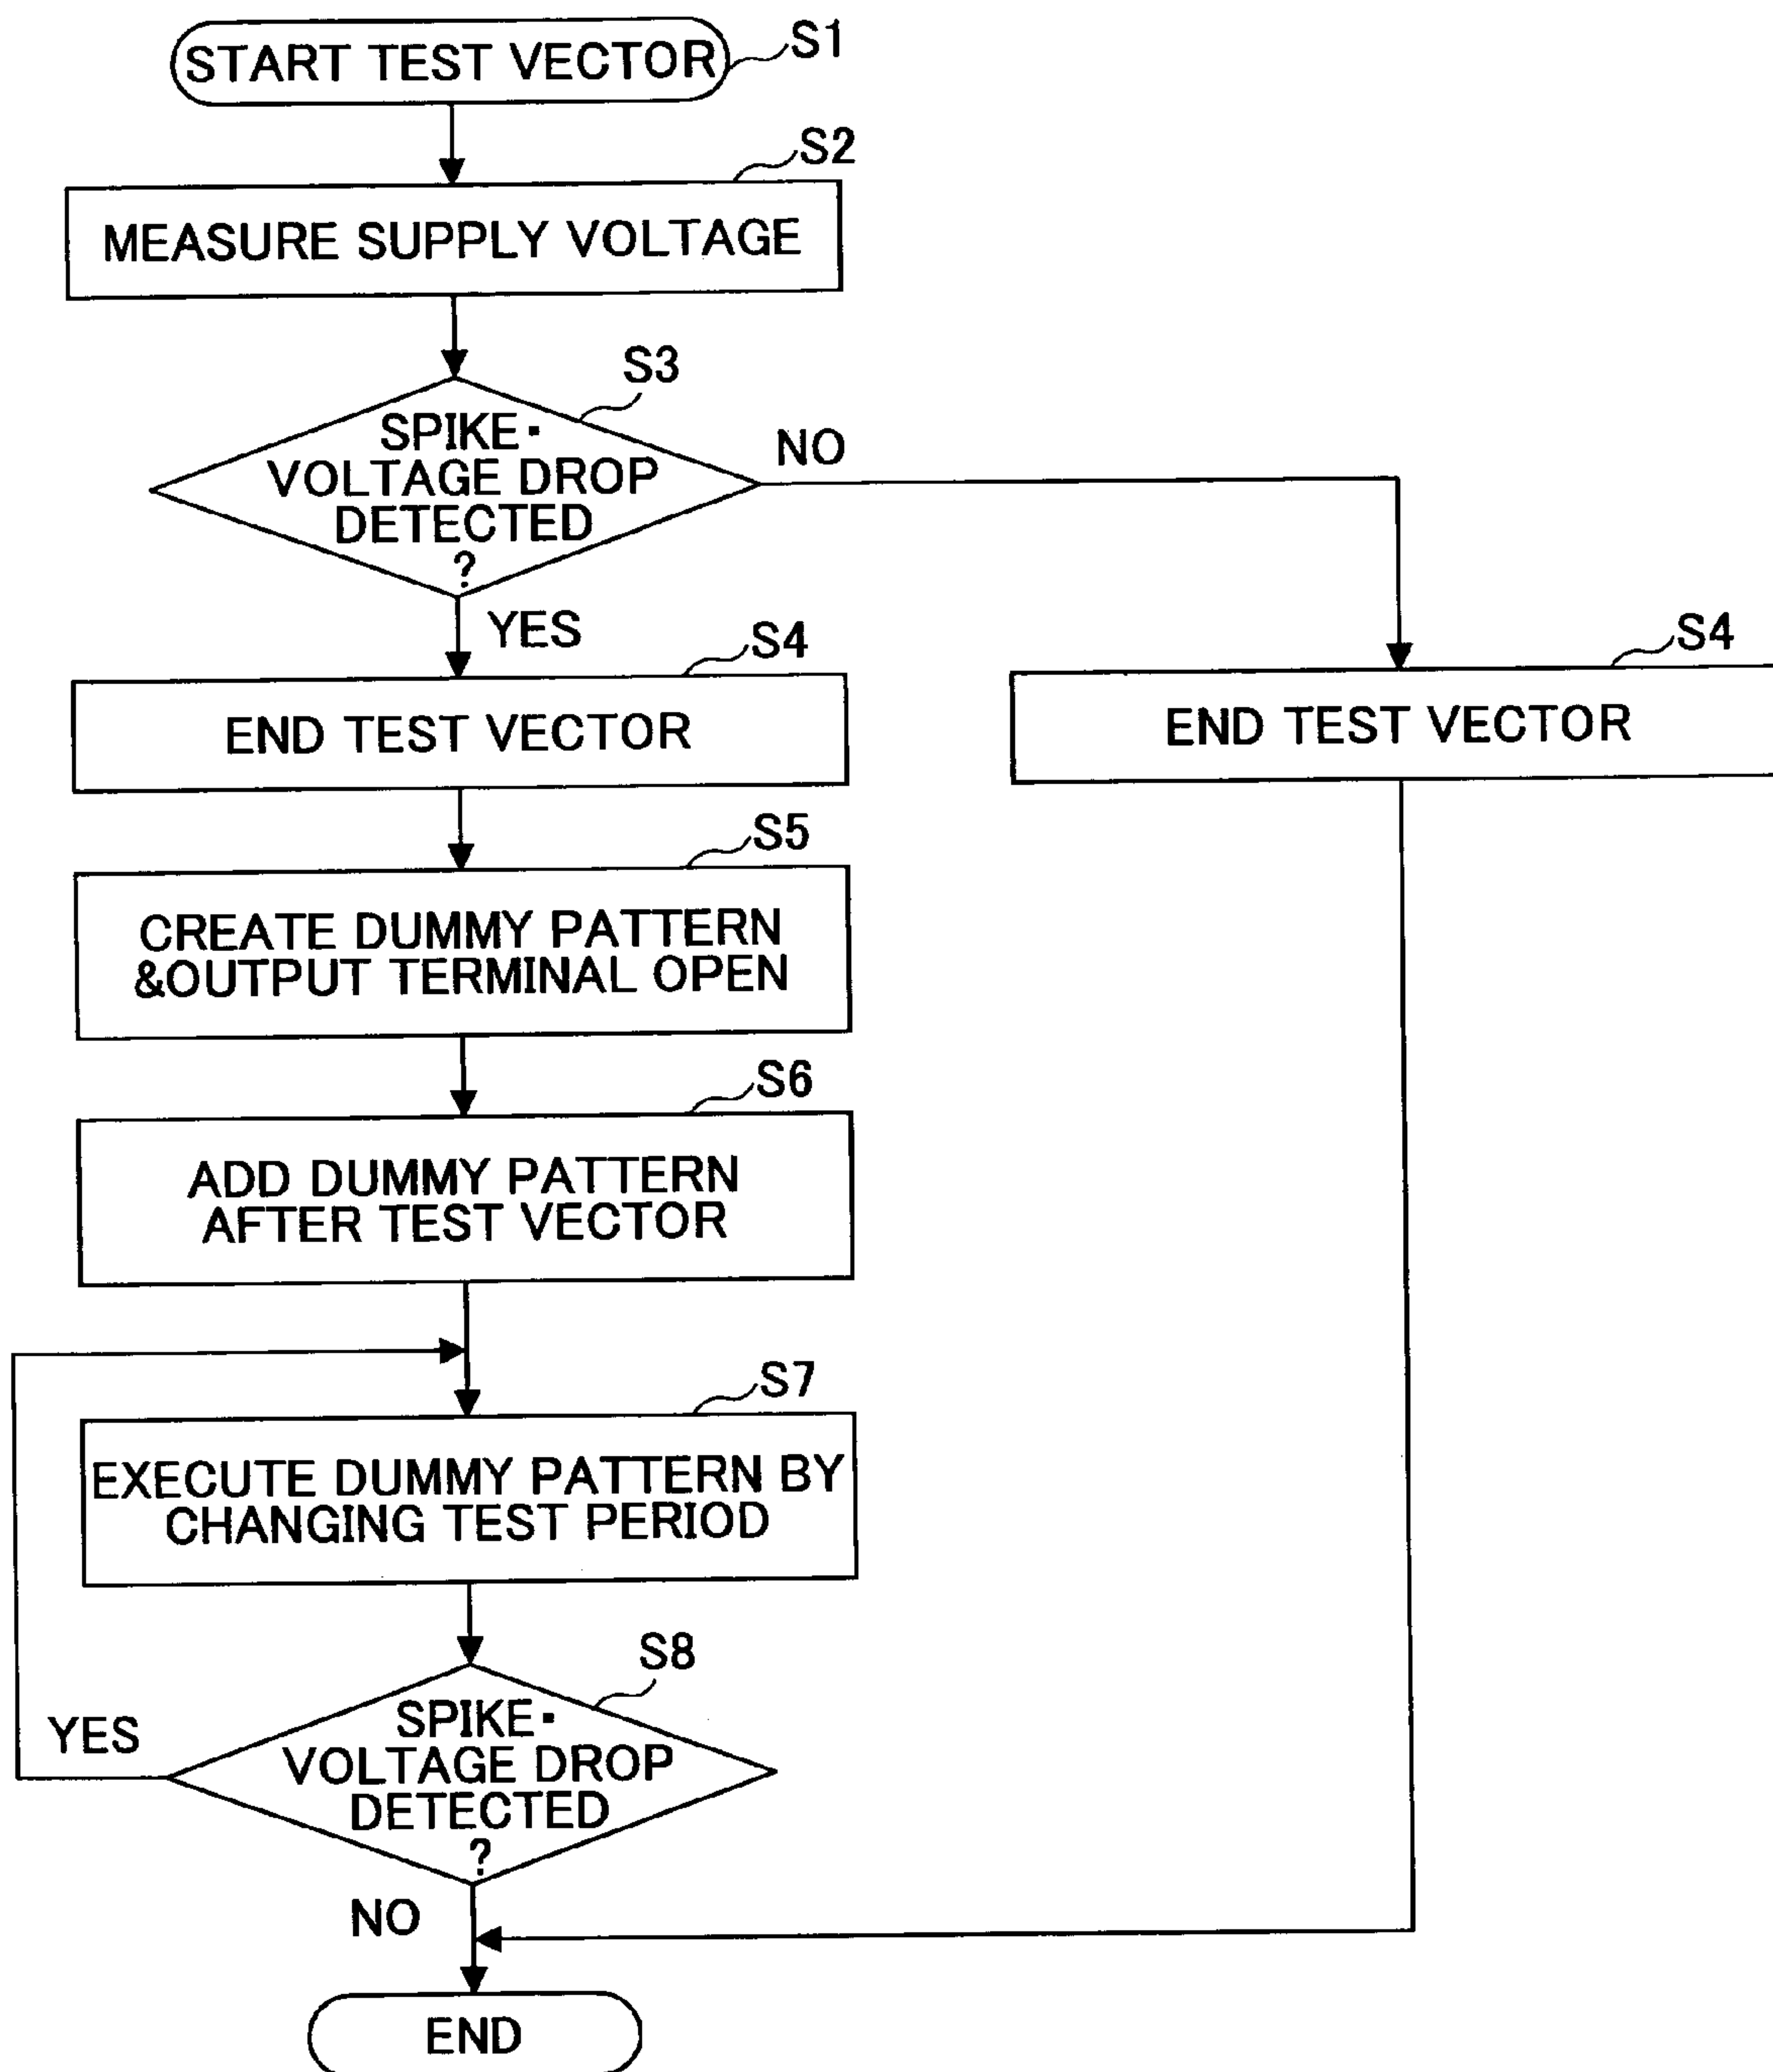 START TEST VECTOR
S1
S2
MEASURE SUPPLY VOLTAGE
S3
SPIKE・
VOLTAGE DROP
DETECTED
?
NO
YES
S4
END TEST VECTOR
S4
END TEST VECTOR
S5
CREATE DUMMY PATTERN
&OUTPUT TERMINAL OPEN
S6
ADD DUMMY PATTERN
AFTER TEST VECTOR
S7
EXECUTE DUMMY PATTERN BY
CHANGING TEST PERIOD
S8
SPIKE・
VOLTAGE DROP
DETECTED
?
YES
NO
END